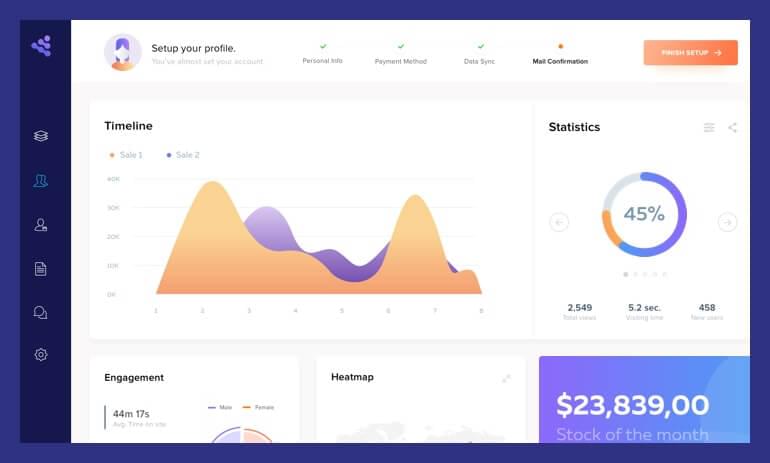 Setup your profile.
You've almost set your account
Personal Info
Payment Method
Data Sync
Mail Confirmation
FINISH SETUP
Timeline
Sale 1
Sale 2
40K
30K
20K
10K
0K
1 2 3 4 5 6 7 8
Statistics
45%
2,549
Total views
5.2 sec.
Visiting time
458
New users
Engagement
44m 17s
Avg. Time on site
Male
Female
Heatmap
$23,839,00
Stock of the month